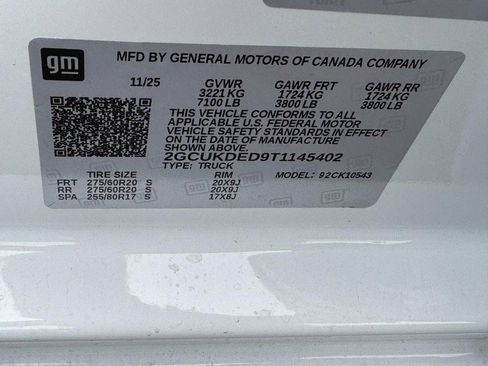 gm
MFD BY GENERAL MOTORS OF CANADA COMPANY
11/25 GVWR GAWR FRT GAWR RR
3221 KG 1724 KG 1724 KG
7100 LB 3800 LB 3800 LB
THIS VEHICLE CONFORMS TO ALL APPLICABLE
U.S. FEDERAL MOTOR
VEHICLE SAFETY STANDARDS IN EFFECT
ON THE DATE OF MANUFACTURE
SHOWN ABOVE.
2GCUKDED9T1145402
TYPE: TRUCK
TIRE SIZE RIM MODEL: 92CK10543
FRT 275/60R20 S 20X9J
RR 275/60R20 S 20X9J
SPA 255/80R17 S 17X8J